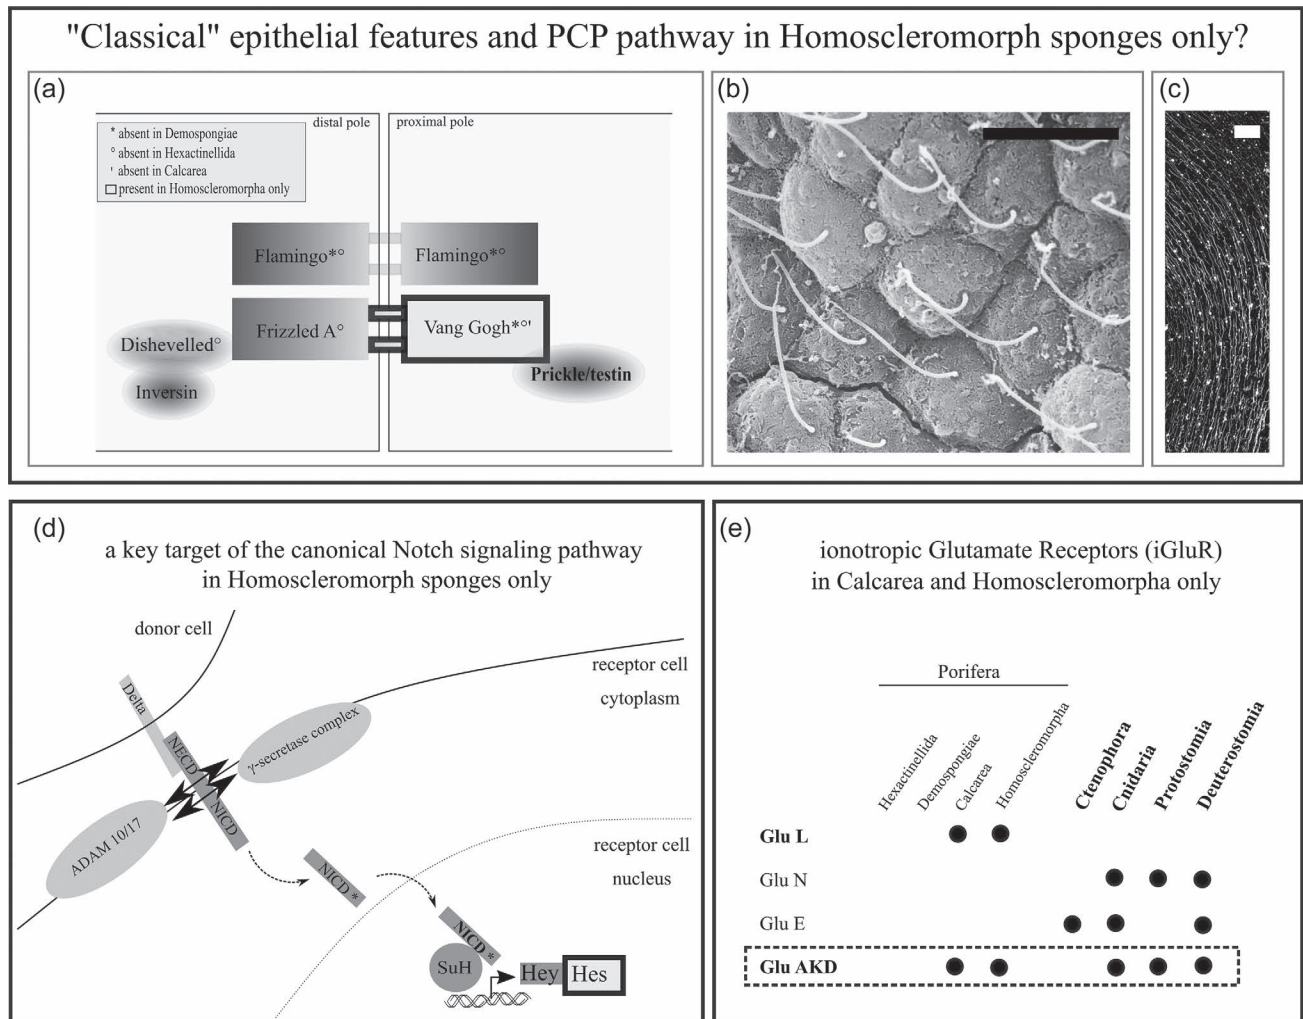 "Classical" epithelial features and PCP pathway in Homoscleromorph sponges only?
(a)
* absent in Demospongiae
° absent in Hexactinellida
' absent in Calcarea
present in Homoscleromorpha only
distal pole
proximal pole
Flamingo*°
Flamingo*°
Frizzled A°
Vang Gogh*°'
Dishevelled°
Inversin
Prickle/testin
(b)
(c)
(d)
a key target of the canonical Notch signaling pathway
in Homoscleromorph sponges only
donor cell
receptor cell
cytoplasm
Delta
NECD
NICD
γ-secretase complex
ADAM 10/17
receptor cell
nucleus
NICD *
NICD *
SuH
Hey
Hes
(e)
ionotropic Glutamate Receptors (iGluR)
in Calcarea and Homoscleromorpha only
Porifera
Hexactinellida
Demospongiae
Calcarea
Homoscleromorpha
Ctenophora
Cnidaria
Protostomia
Deuterostomia
Glu L
Glu N
Glu E
Glu AKD